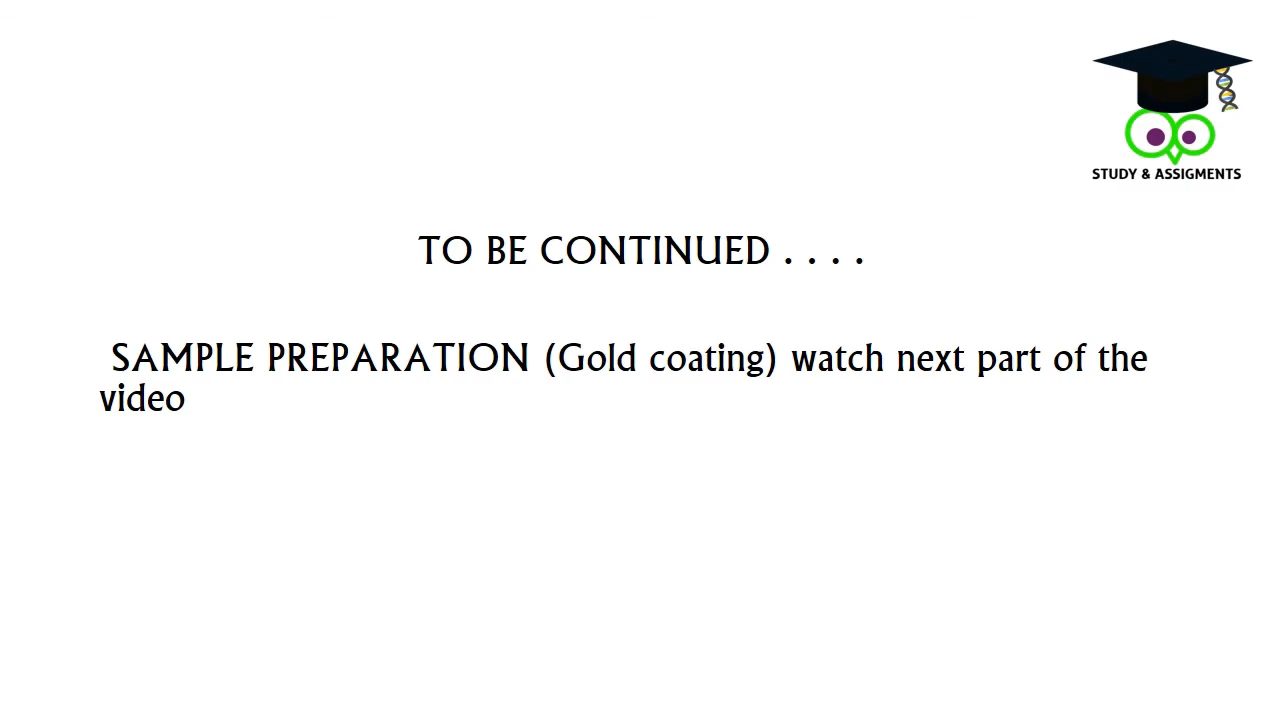 STUDY & ASSIGMENTS
TO BE CONTINUED . . . .
SAMPLE PREPARATION (Gold coating) watch next part of the
video